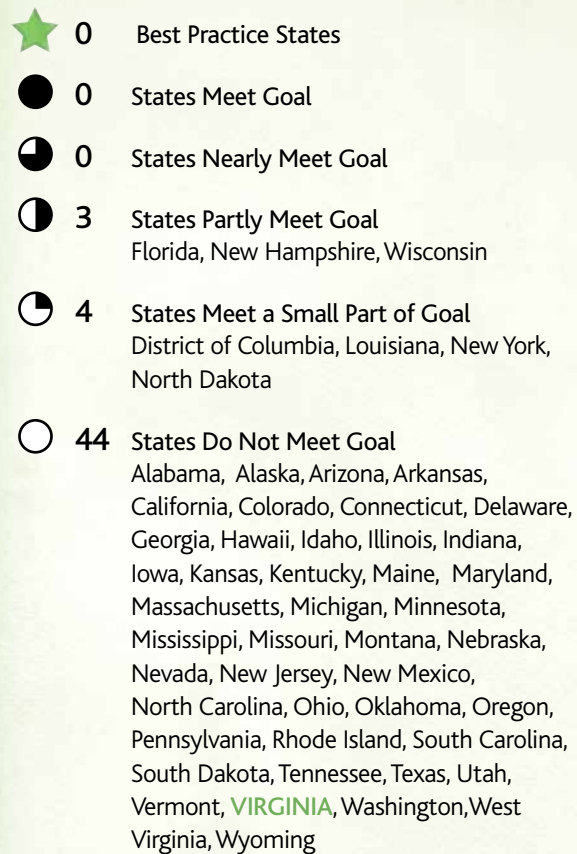 0 Best Practice States
0 States Meet Goal
0 States Nearly Meet Goal
3 States Partly Meet Goal
Florida, New Hampshire, Wisconsin
4 States Meet a Small Part of Goal
District of Columbia, Louisiana, New York,
North Dakota
44 States Do Not Meet Goal
Alabama, Alaska, Arizona, Arkansas,
California, Colorado, Connecticut, Delaware,
Georgia, Hawaii, Idaho, Illinois, Indiana,
Iowa, Kansas, Kentucky, Maine, Maryland,
Massachusetts, Michigan, Minnesota,
Mississippi, Missouri, Montana, Nebraska,
Nevada, New Jersey, New Mexico,
North Carolina, Ohio, Oklahoma, Oregon,
Pennsylvania, Rhode Island, South Carolina,
South Dakota, Tennessee, Texas, Utah,
Vermont, VIRGINIA, Washington,West
Virginia, Wyoming